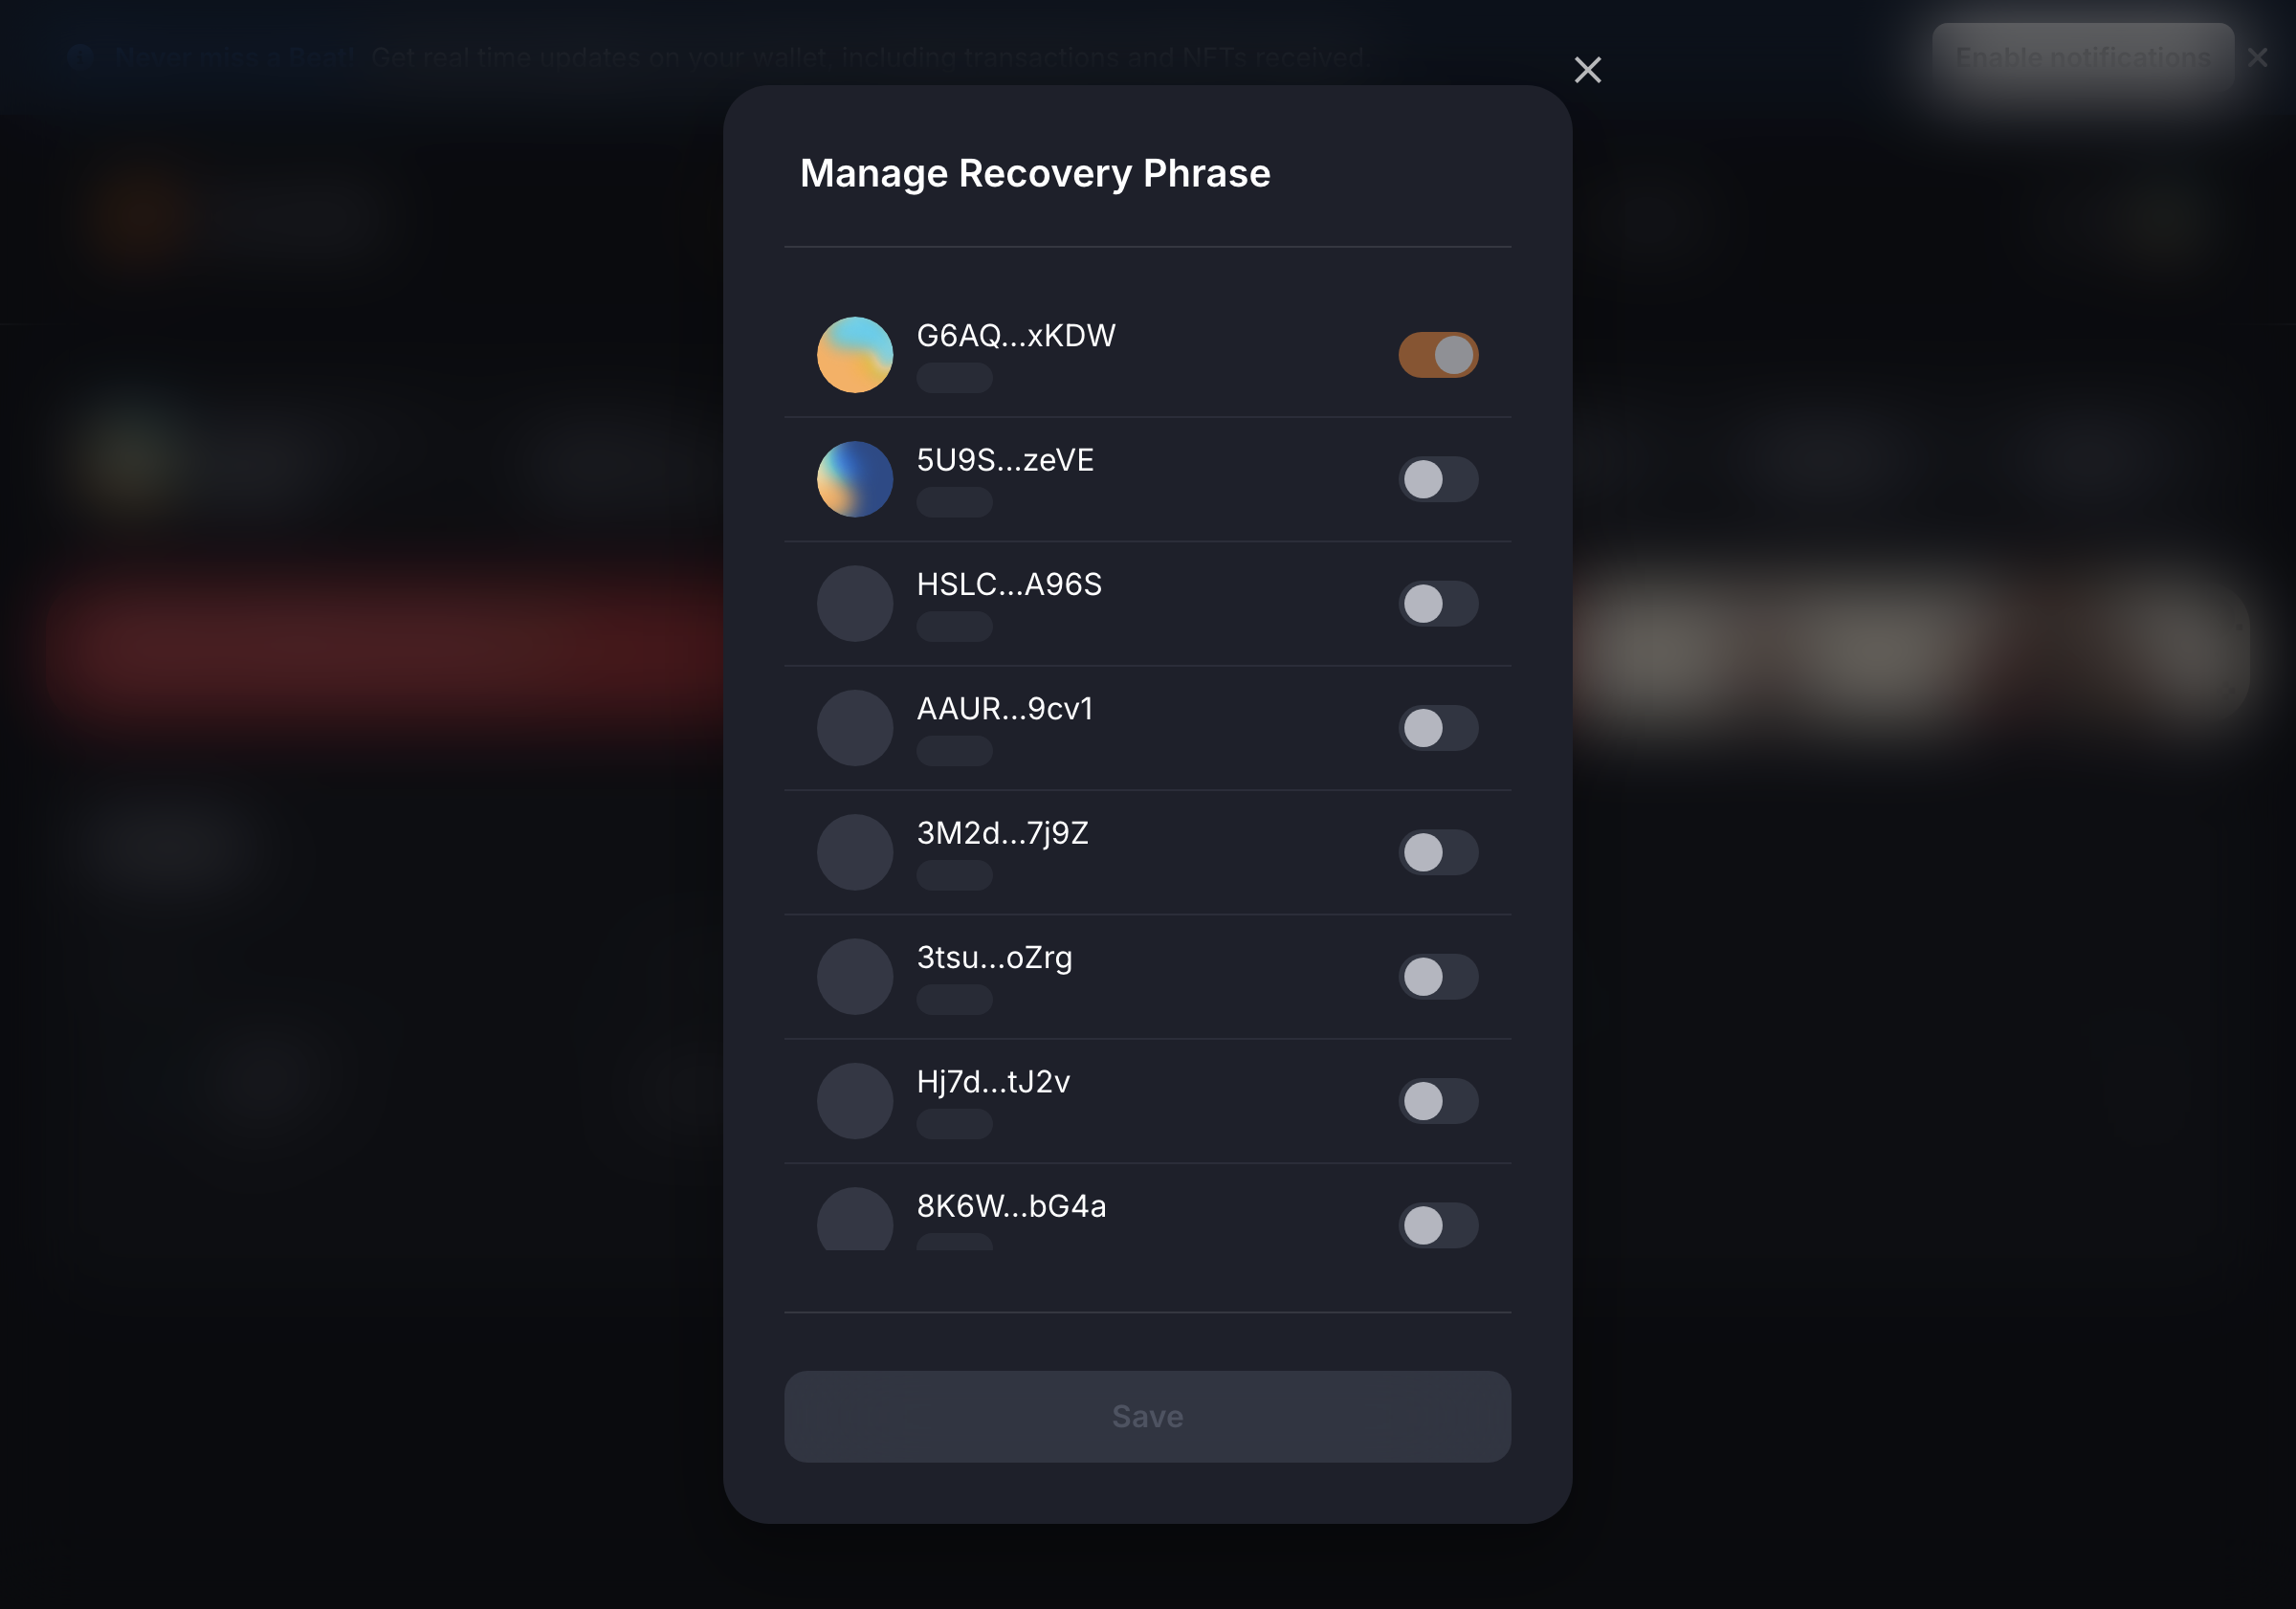 Never miss a Beat! Get real time updates on your wallet, including transactions and NFTs received.
Enable notifications
Manage Recovery Phrase
G6AQ...xKDW
5U9S...zeVE
HSLC...A96S
AAUR...9cv1
3M2d...7j9Z
3tsu...oZrg
Hj7d...tJ2v
8K6W...bG4a
Save